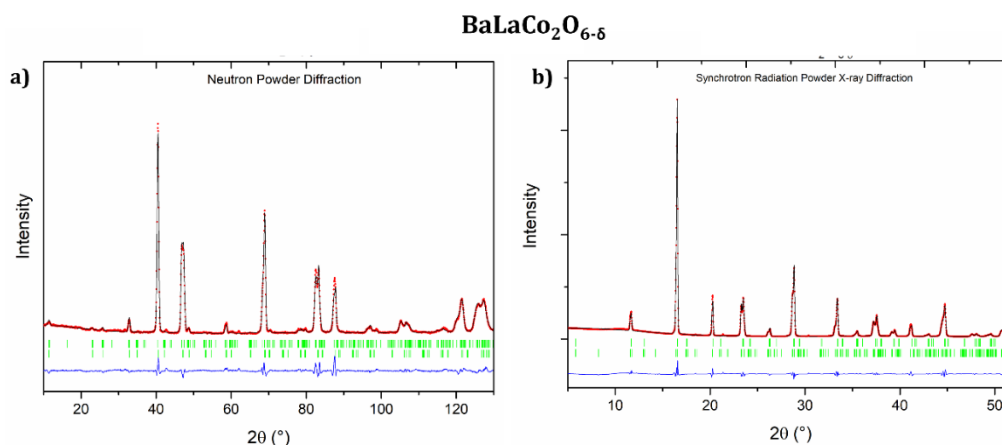 BaLaCo₂O₆₋δ
a)
Neutron Powder Diffraction
Intensity
20 40 60 80 100 120
2θ (°)
b)
Synchrotron Radiation Powder X-ray Diffraction
Intensity
10 20 30 40 50
2θ (°)